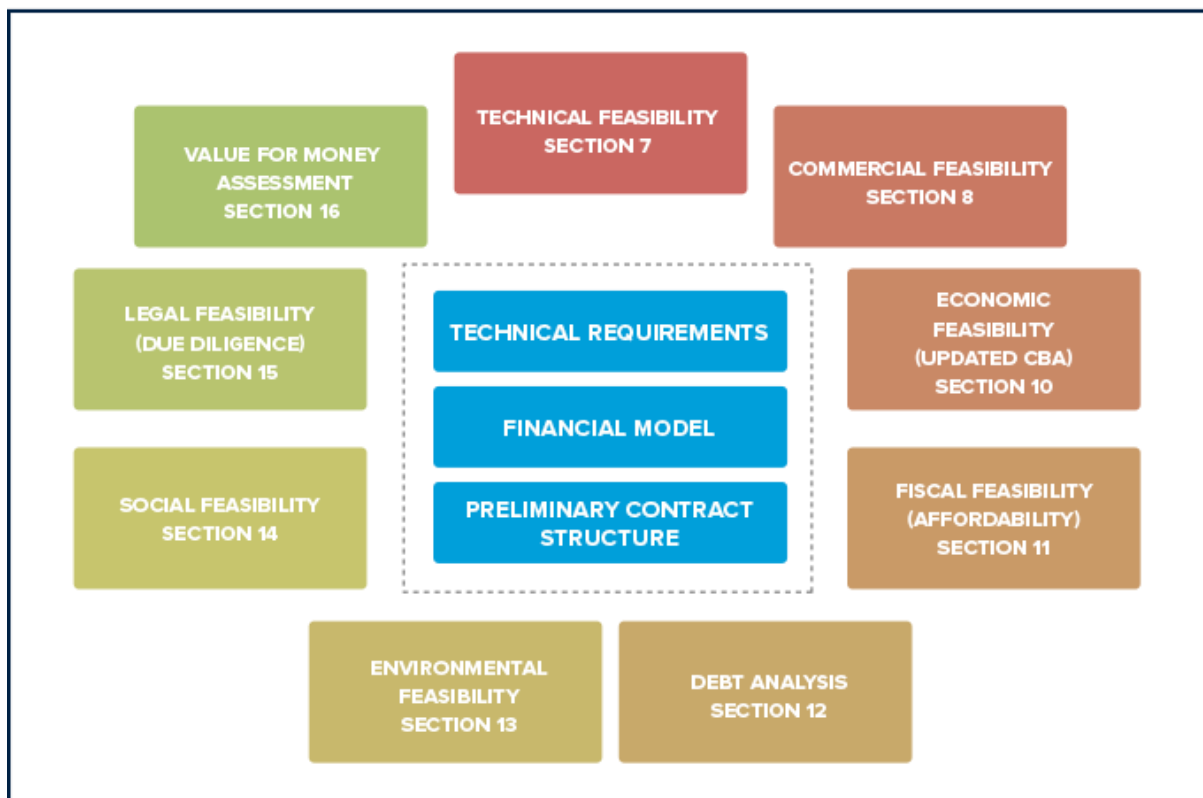 TECHNICAL FEASIBILITY
SECTION 7
COMMERCIAL FEASIBILITY
SECTION 8
VALUE FOR MONEY
ASSESSMENT
SECTION 16
LEGAL FEASIBILITY
(DUE DILIGENCE)
SECTION 15
TECHNICAL REQUIREMENTS
FINANCIAL MODEL
PRELIMINARY CONTRACT
STRUCTURE
ECONOMIC
FEASIBILITY
(UPDATED CBA)
SECTION 10
SOCIAL FEASIBILITY
SECTION 14
FISCAL FEASIBILITY
(AFFORDABILITY)
SECTION 11
ENVIRONMENTAL
FEASIBILITY
SECTION 13
DEBT ANALYSIS
SECTION 12